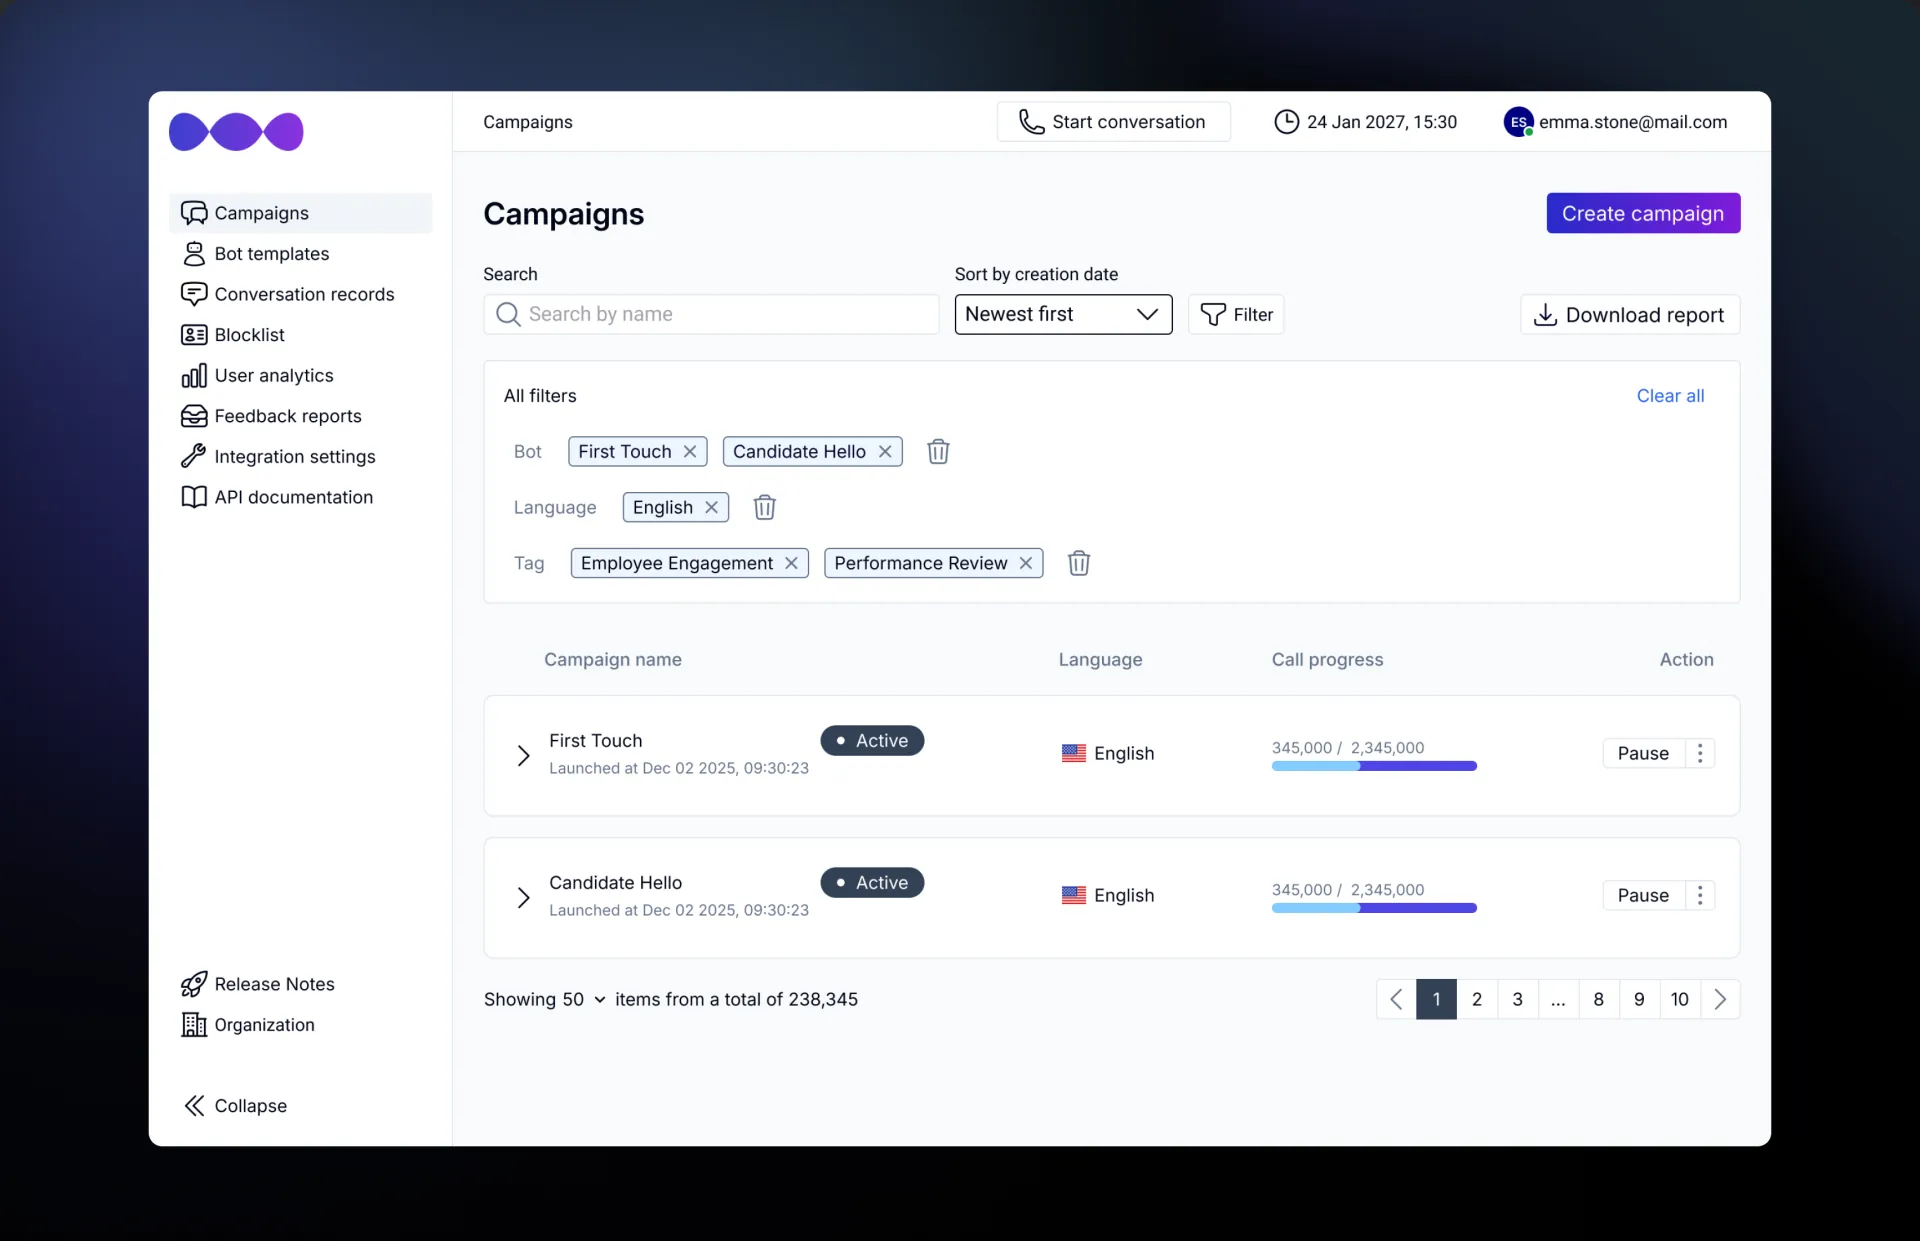 Campaigns
Start conversation
24 Jan 2027, 15:30
ES
emma.stone@mail.com
Campaigns
Bot templates
Conversation records
Blocklist
User analytics
Feedback reports
Integration settings
API documentation
Release Notes
Organization
Collapse
Campaigns
Create campaign
Search
Sort by creation date
Search by name
Newest first
Filter
Download report
All filters
Clear all
Bot First Touch Candidate Hello
Language English
Tag Employee Engagement Performance Review
Campaign name Language Call progress Action
First Touch
Active
Launched at Dec 02 2025, 09:30:23
English
345,000 / 2,345,000
Pause
Candidate Hello
Active
Launched at Dec 02 2025, 09:30:23
English
345,000 / 2,345,000
Pause
Showing 50 items from a total of 238,345
1 2 3 ... 8 9 10